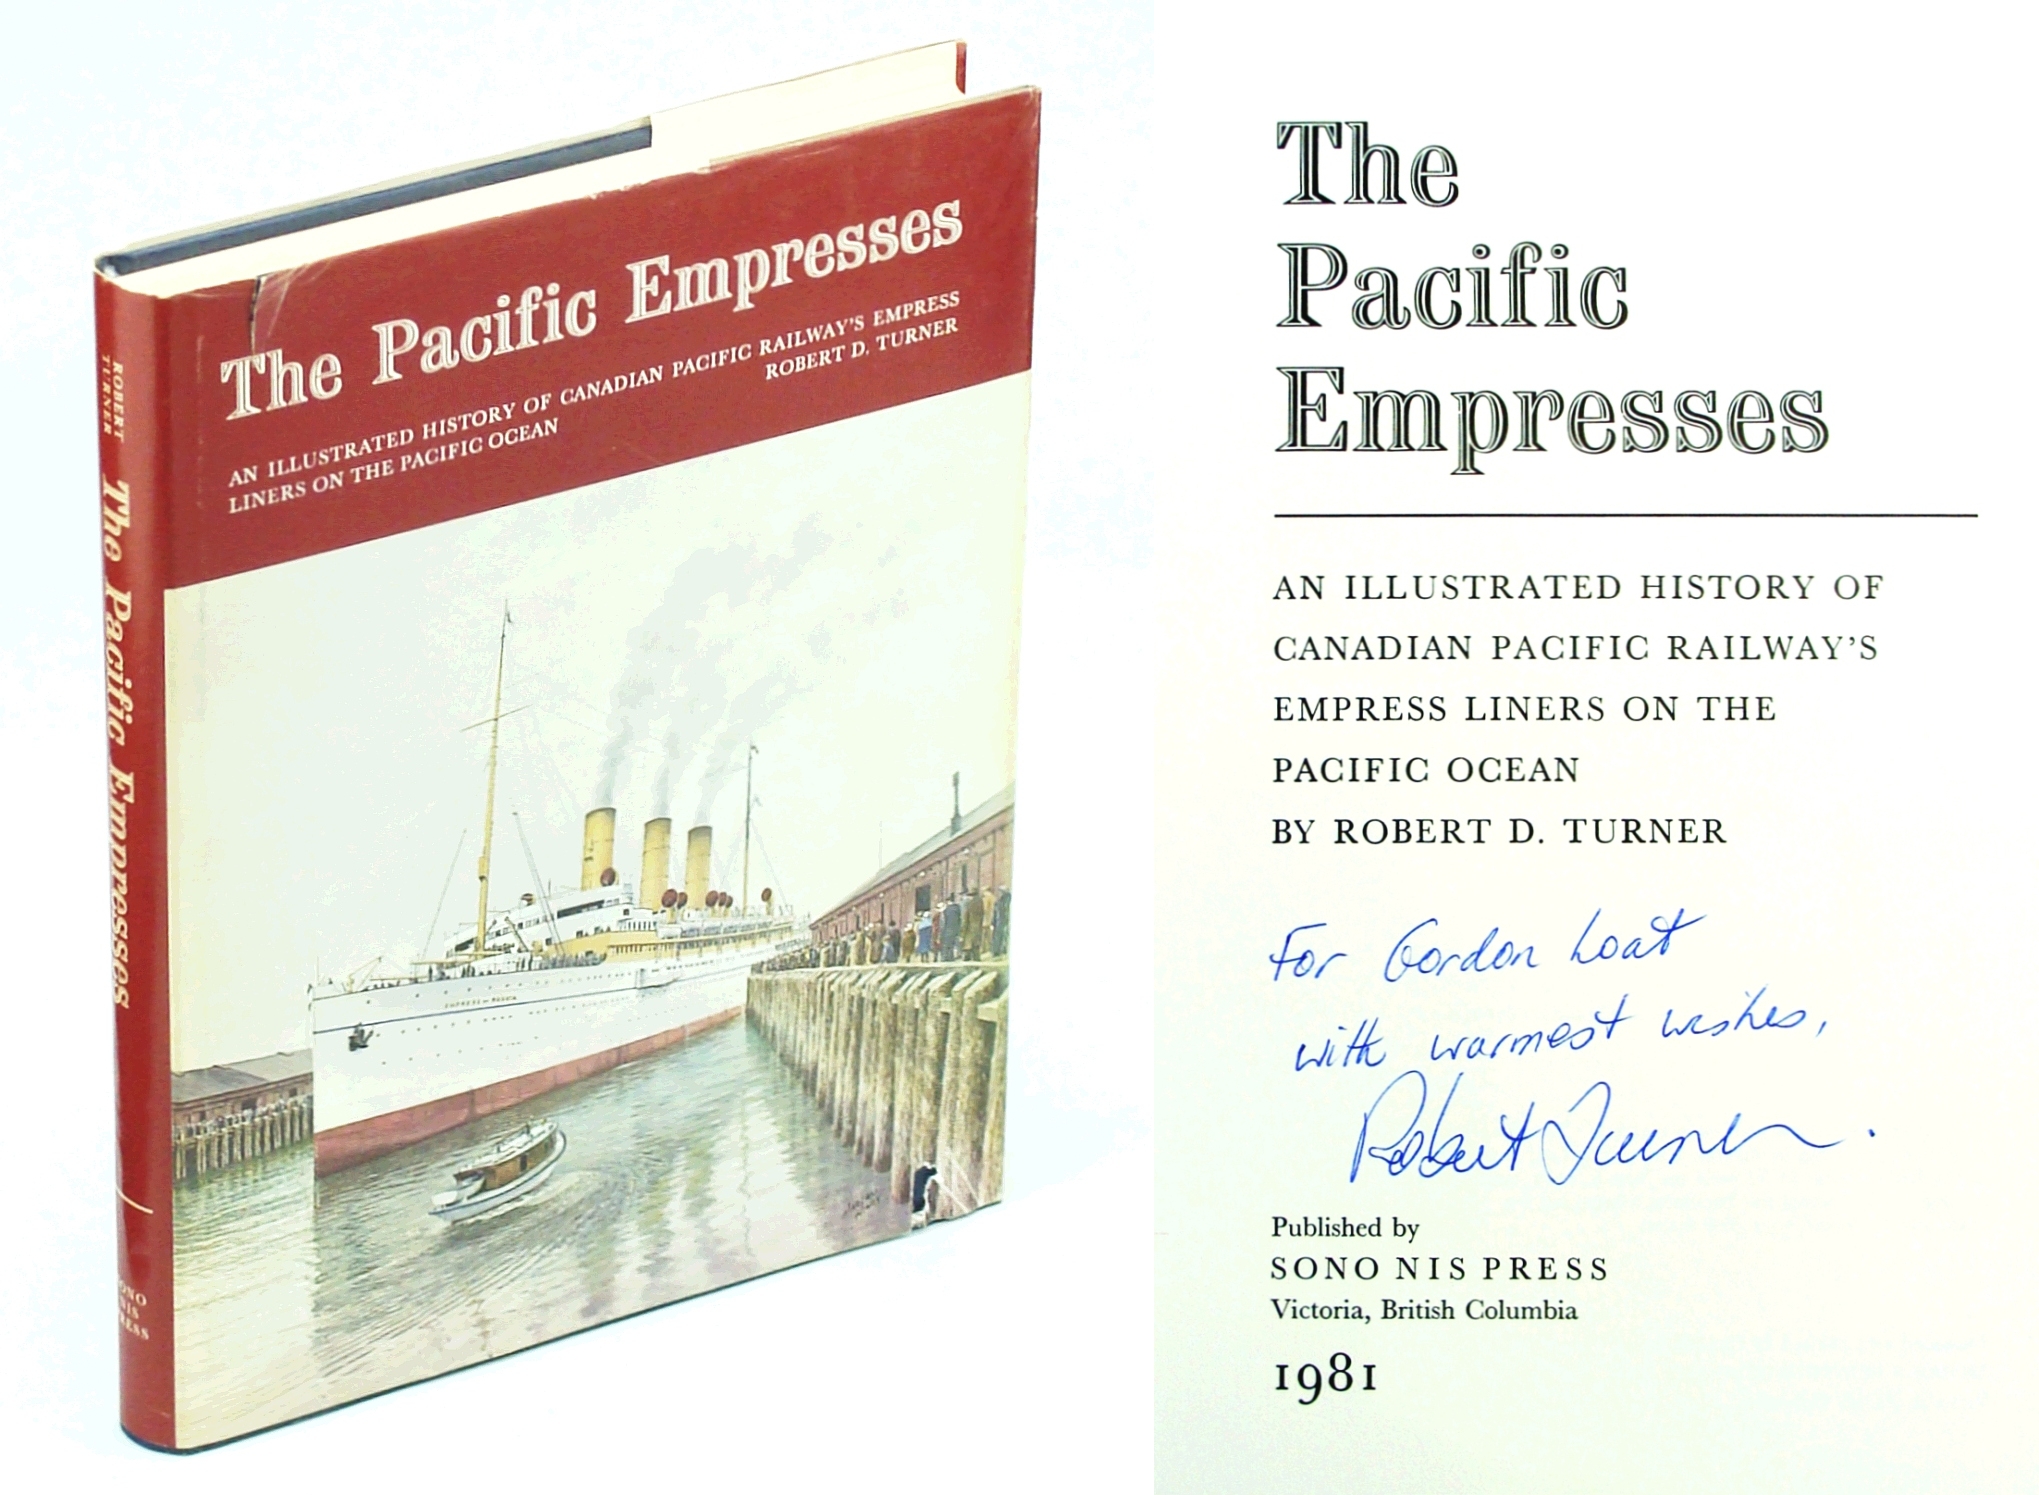 The Pacific Empresses
AN ILLUSTRATED HISTORY OF CANADIAN PACIFIC RAILWAY'S EMPRESS
LINERS ON THE PACIFIC OCEAN
ROBERT D. TURNER
ROBERT
TURNER
The Pacific Empresses
SONO
NIS
PRESS
The
Pacific
Empresses
AN ILLUSTRATED HISTORY OF
CANADIAN PACIFIC RAILWAY'S
EMPRESS LINERS ON THE
PACIFIC OCEAN
BY ROBERT D. TURNER
For Gordon Loat
with warmest wishes,
Robert Turner.
Published by
SONO NIS PRESS
Victoria, British Columbia
1981